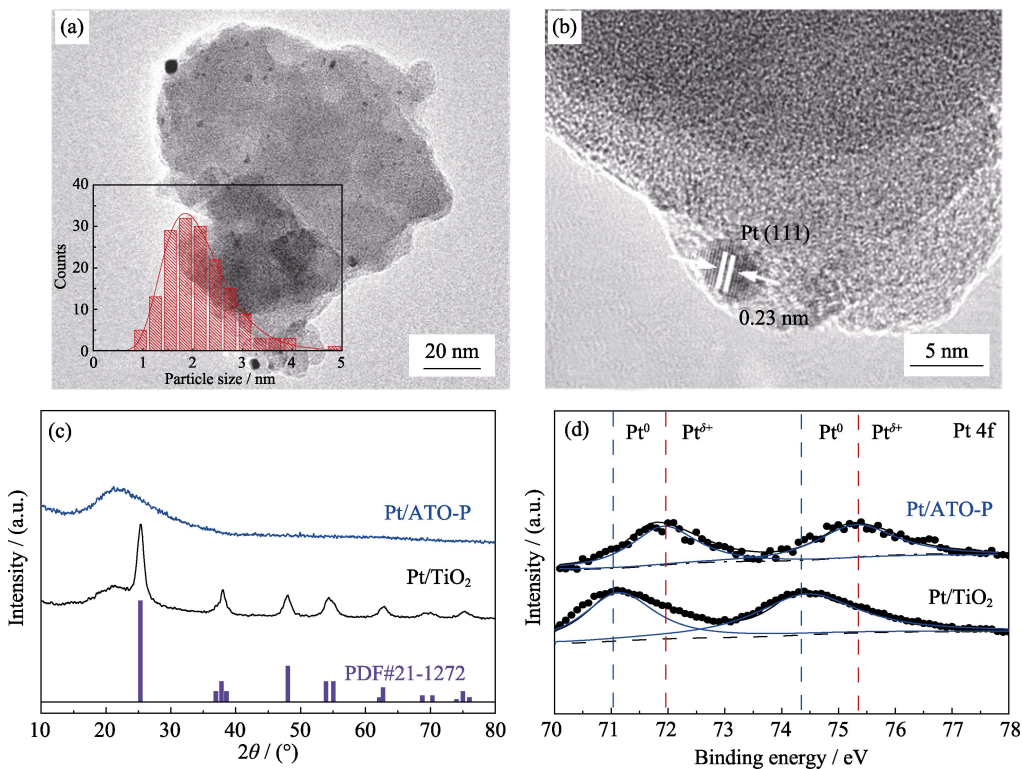 (a)
40
30
20
10
0
Counts
0 1 2 3 4 5
Particle size / nm
20 nm
(b)
Pt (111)
0.23 nm
5 nm
(c)
Pt/ATO-P
Pt/TiO₂
PDF#21-1272
Intensity / (a.u.)
10 20 30 40 50 60 70 80
2θ / (°)
(d)
Pt⁰ Ptᵟ⁺ Pt⁰ Ptᵟ⁺ Pt 4f
Pt/ATO-P
Pt/TiO₂
Intensity / (a.u.)
70 71 72 73 74 75 76 77 78
Binding energy / eV